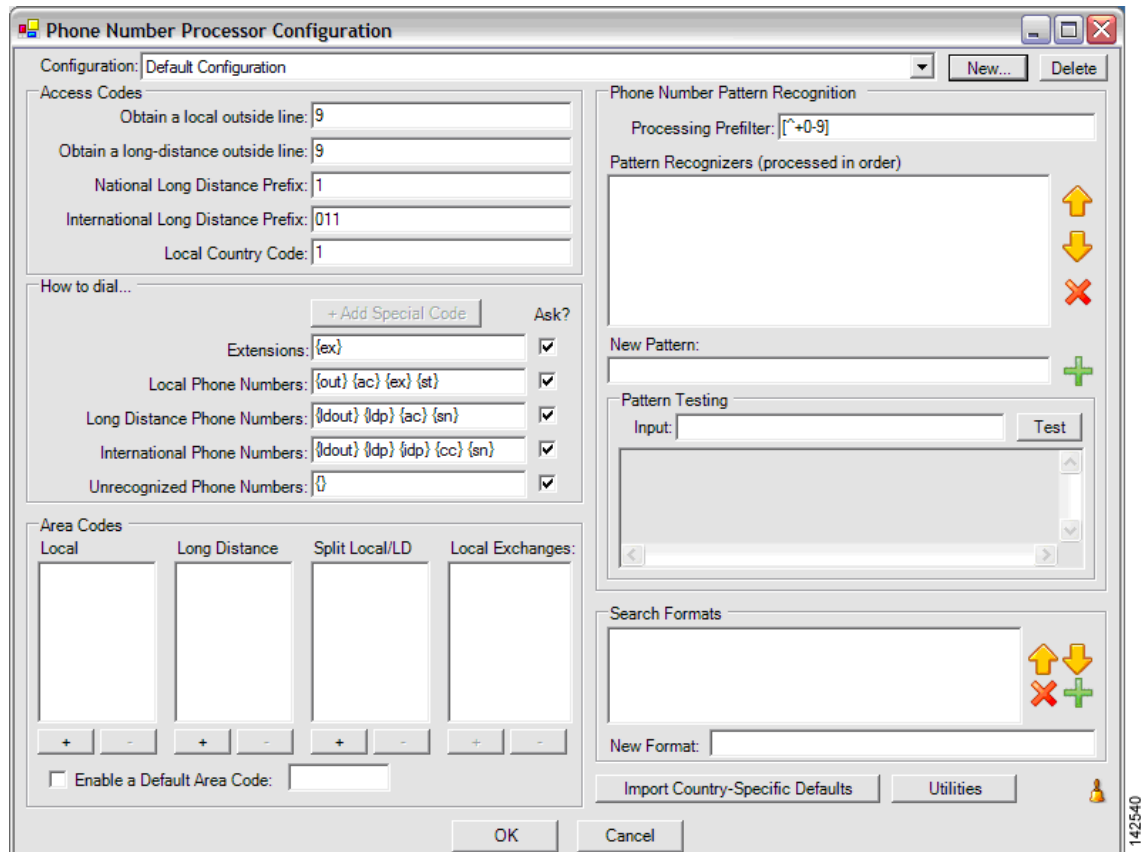 Phone Number Processor Configuration
Configuration: Default Configuration
New...
Delete
Access Codes
Obtain a local outside line: 9
Obtain a long-distance outside line: 9
National Long Distance Prefix: 1
International Long Distance Prefix: 011
Local Country Code: 1
How to dial...
+ Add Special Code
Ask?
Extensions: {ex}
Local Phone Numbers: {out} {ac} {ex} {st}
Long Distance Phone Numbers: {ldout} {ldp} {ac} {sn}
International Phone Numbers: {ldout} {ldp} {idp} {cc} {sn}
Unrecognized Phone Numbers: {}
Area Codes
Local
Long Distance
Split Local/LD
Local Exchanges:
+ - + - + - + -
Enable a Default Area Code:
Phone Number Pattern Recognition
Processing Prefilter: [^+0-9]
Pattern Recognizers (processed in order)
New Pattern:
Pattern Testing
Input:
Test
Search Formats
New Format:
Import Country-Specific Defaults
Utilities
OK
Cancel
142540